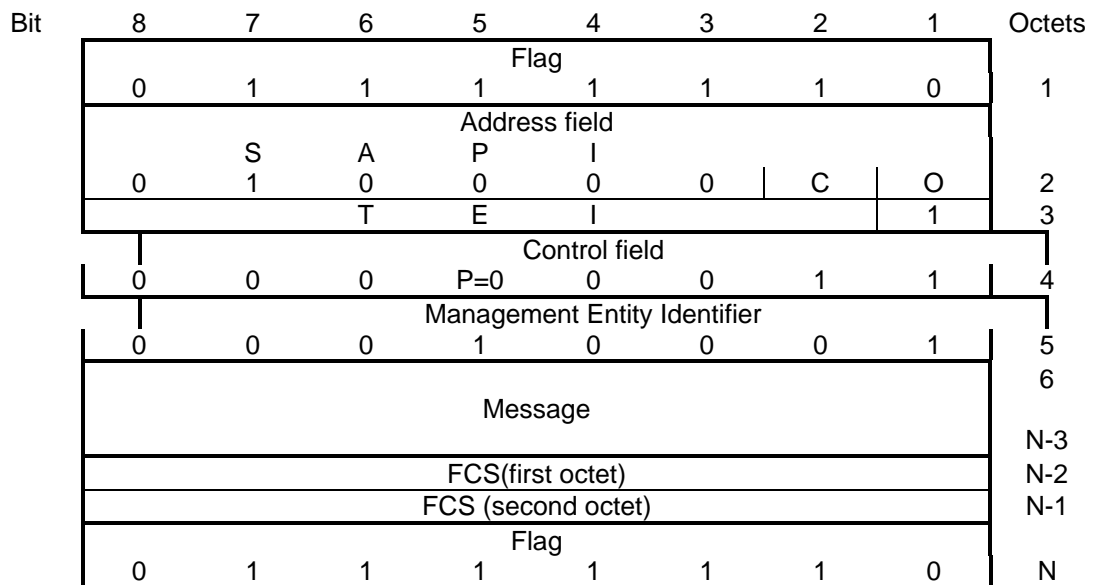 Bit 8 7 6 5 4 3 2 1 Octets
Flag
0 1 1 1 1 1 1 0 1
Address field
S A P I
0 1 0 0 0 0 C O 2
T E I 1 3
Control field
0 0 0 P=0 0 0 1 1 4
Management Entity Identifier
0 0 0 1 0 0 0 1 5
6
Message
N-3
FCS(first octet) N-2
FCS (second octet) N-1
Flag
0 1 1 1 1 1 1 0 N